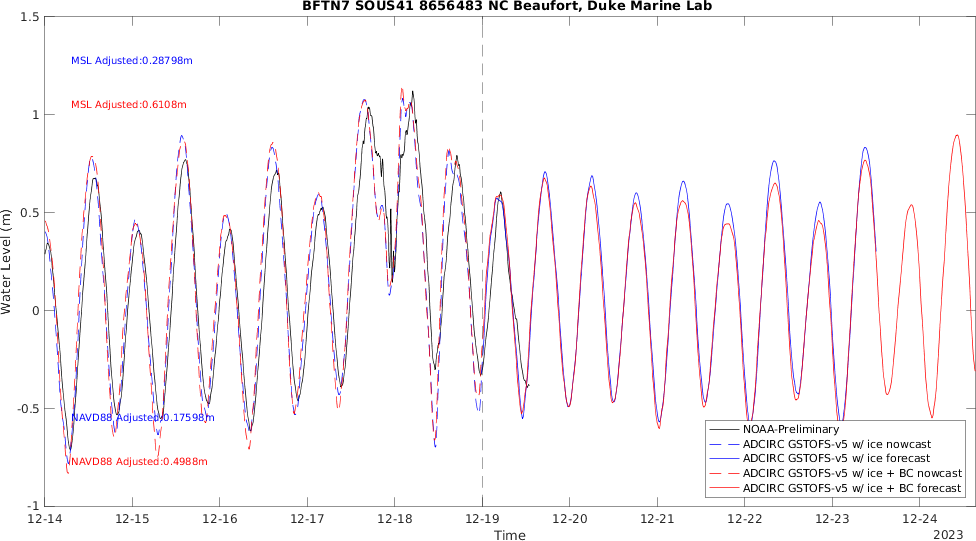 BFTN7 SOUS41 8656483 NC Beaufort, Duke Marine Lab
1.5
1
0.5
0
-0.5
-1
Water Level (m)
MSL Adjusted:0.28798m
MSL Adjusted:0.6108m
NAVD88 Adjusted:0.17598m
NAVD88 Adjusted:0.4988m
NOAA-Preliminary
ADCIRC GSTOFS-v5 w/ ice nowcast
ADCIRC GSTOFS-v5 w/ ice forecast
ADCIRC GSTOFS-v5 w/ ice + BC nowcast
ADCIRC GSTOFS-v5 w/ ice + BC forecast
12-14 12-15 12-16 12-17 12-18 12-19 12-20 12-21 12-22 12-23 12-24
Time
2023